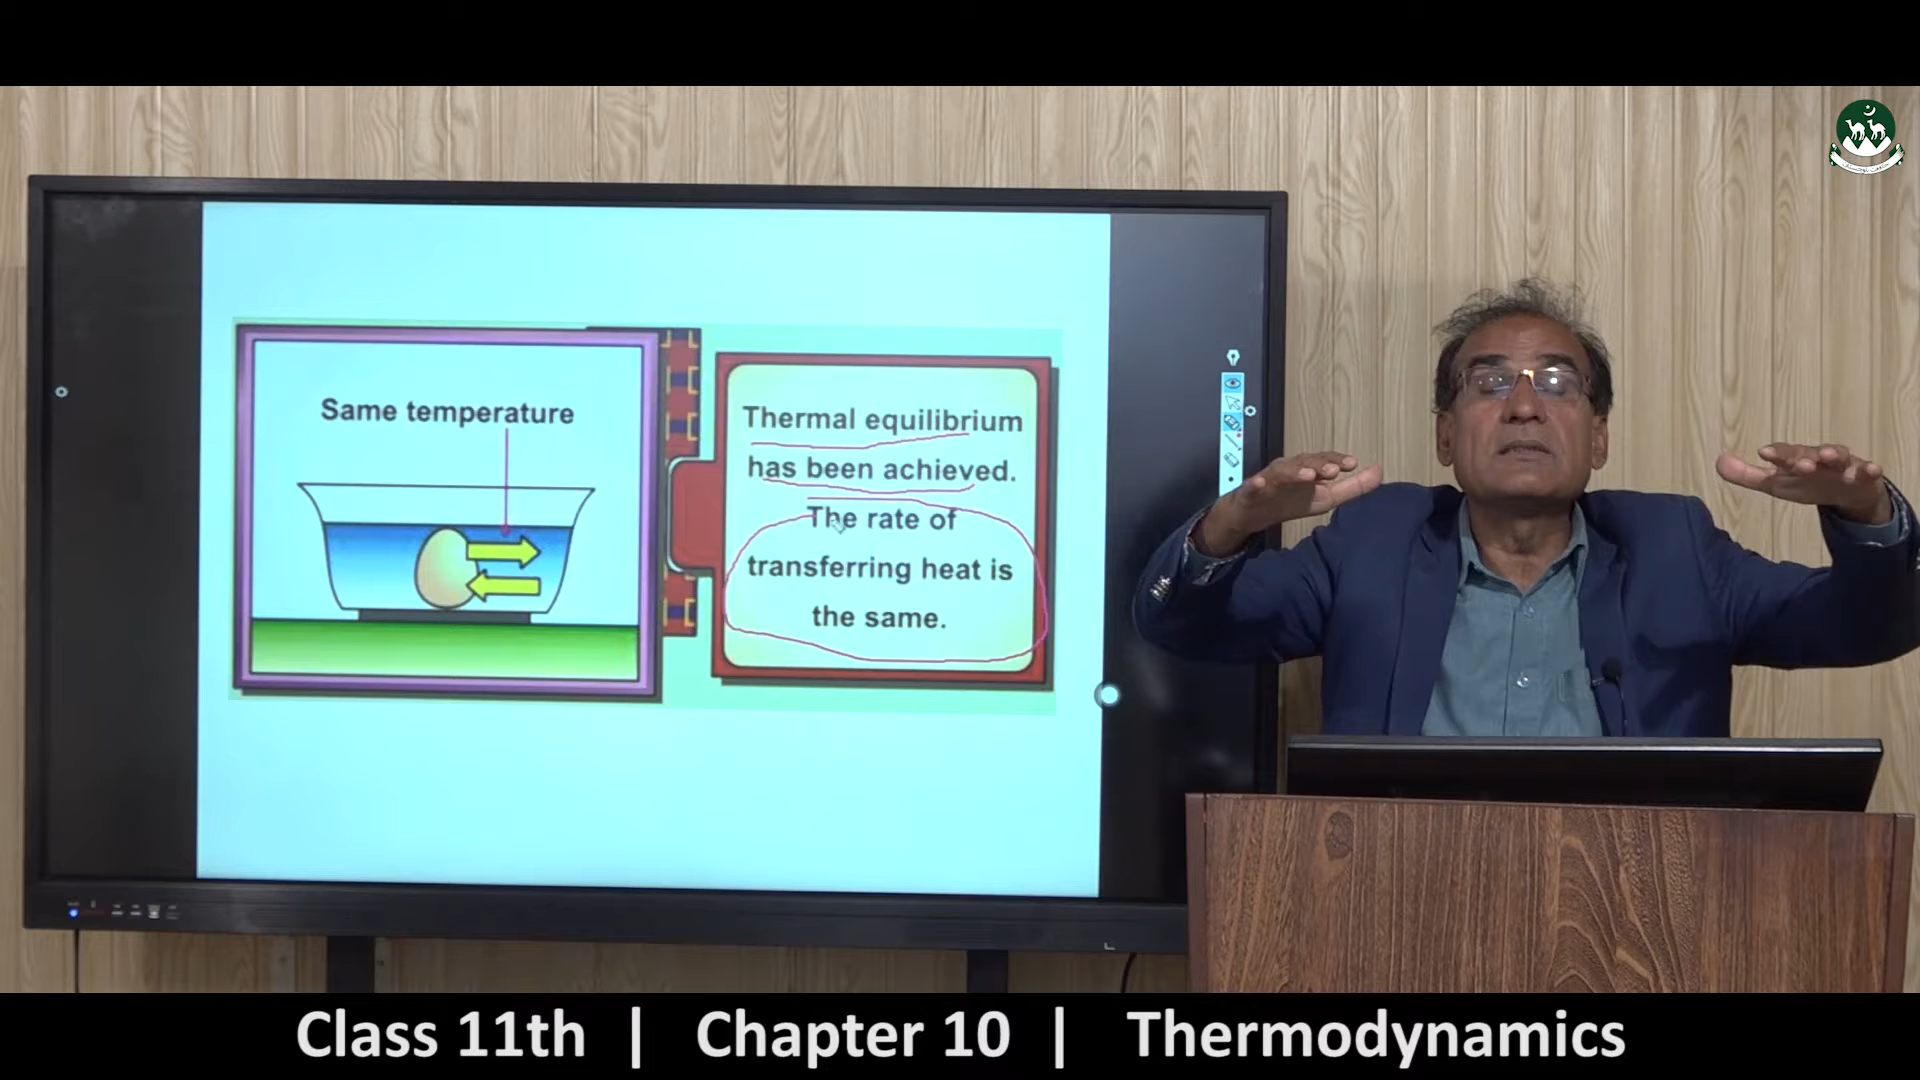 Same temperature
Thermal equilibrium
has been achieved.
The rate of
transferring heat is
the same.
Class 11th | Chapter 10 | Thermodynamics